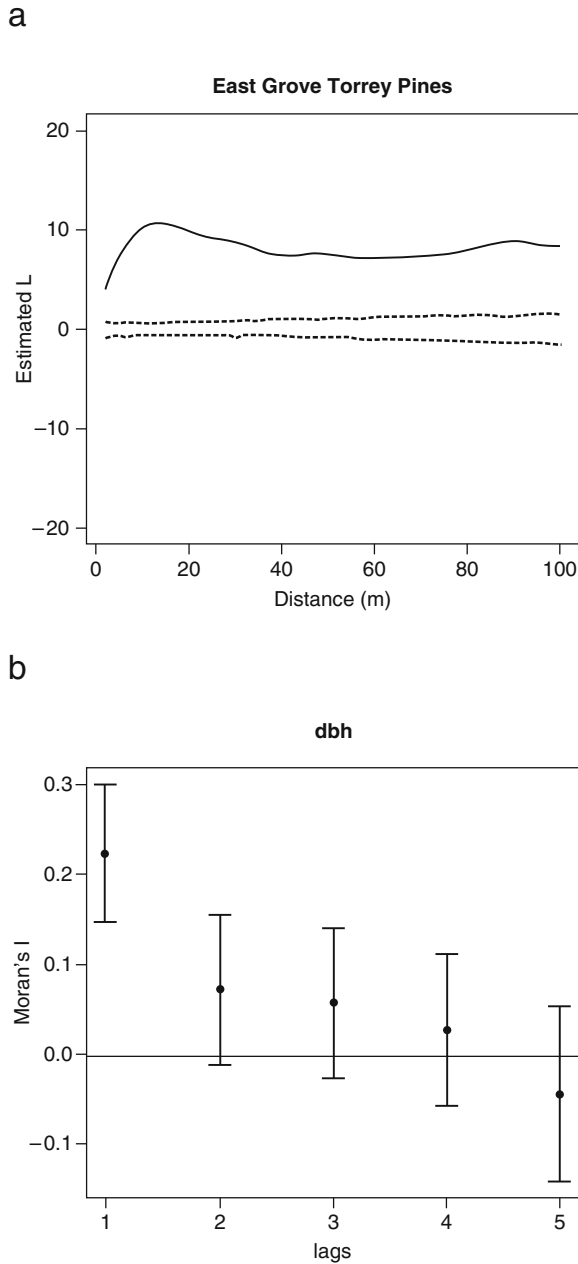 a
East Grove Torrey Pines
20
10
0
−10
−20
Estimated L
0 20 40 60 80 100
Distance (m)
b
dbh
0.3
0.2
0.1
0.0
−0.1
Moran's I
1 2 3 4 5
lags